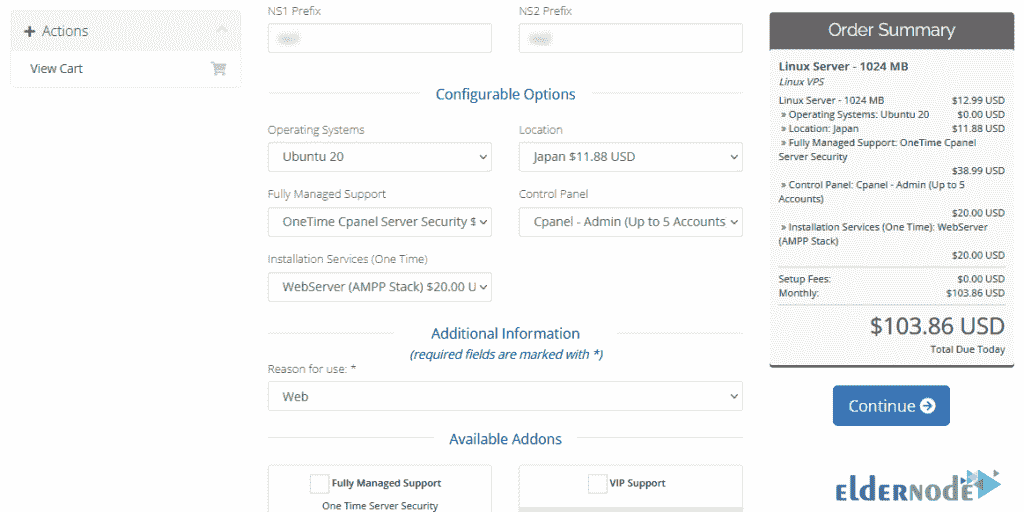 Actions
View Cart
NS1 Prefix
NS2 Prefix
Configurable Options
Operating Systems
Location
Ubuntu 20
Japan $11.88 USD
Fully Managed Support
Control Panel
OneTime Cpanel Server Security $
Cpanel - Admin (Up to 5 Accounts
Installation Services (One Time)
WebServer (AMPP Stack) $20.00 U
Additional Information
(required fields are marked with *)
Reason for use: *
Web
Available Addons
Fully Managed Support
One Time Server Security
VIP Support
Order Summary
Linux Server - 1024 MB
Linux VPS
Linux Server - 1024 MB $12.99 USD
» Operating Systems: Ubuntu 20 $0.00 USD
» Location: Japan $11.88 USD
» Fully Managed Support: OneTime Cpanel
Server Security
$38.99 USD
» Control Panel: Cpanel - Admin (Up to 5
Accounts)
$20.00 USD
» Installation Services (One Time): WebServer
(AMPP Stack)
$20.00 USD
Setup Fees: $0.00 USD
Monthly: $103.86 USD
$103.86 USD
Total Due Today
Continue
ELDERNODE